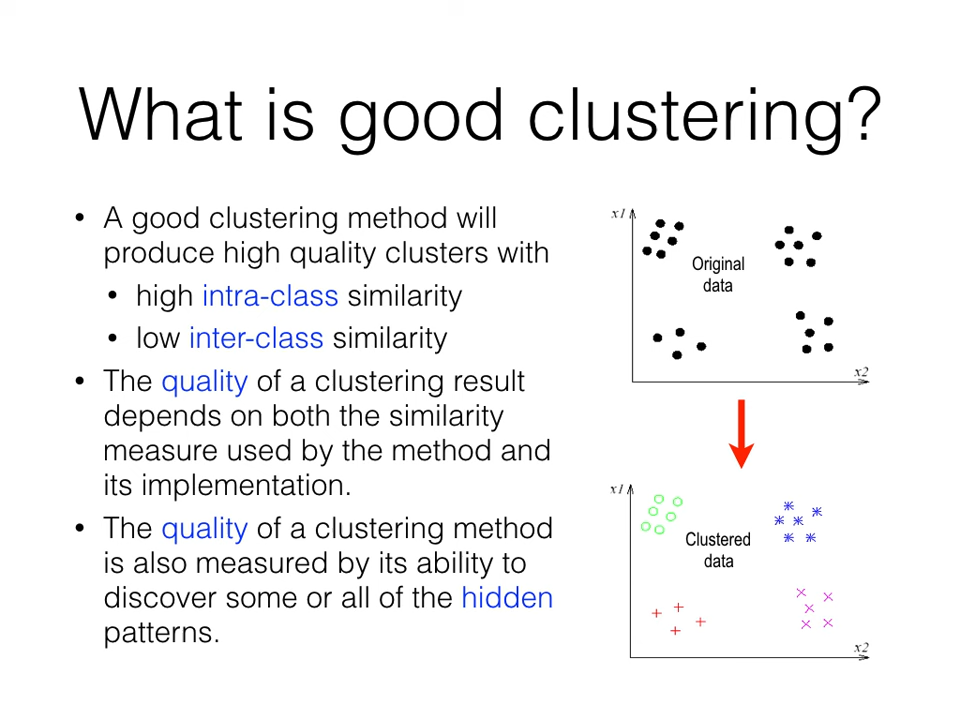 What is good clustering?
• A good clustering method will
produce high quality clusters with
• high intra-class similarity
• low inter-class similarity
• The quality of a clustering result
depends on both the similarity
measure used by the method and
its implementation.
• The quality of a clustering method
is also measured by its ability to
discover some or all of the hidden
patterns.
x1
Original
data
x2
x1
Clustered
data
x2